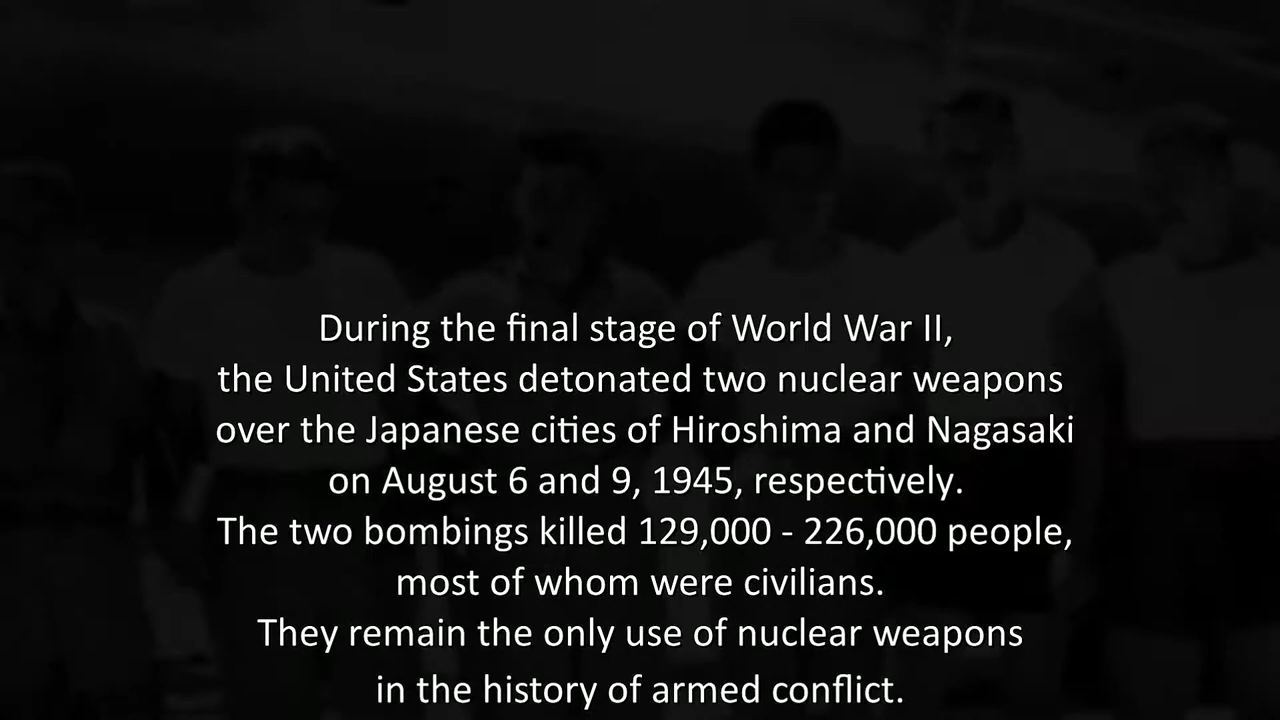 During the final stage of World War II,
the United States detonated two nuclear weapons
over the Japanese cities of Hiroshima and Nagasaki
on August 6 and 9, 1945, respectively.
The two bombings killed 129,000 - 226,000 people,
most of whom were civilians.
They remain the only use of nuclear weapons
in the history of armed conflict.